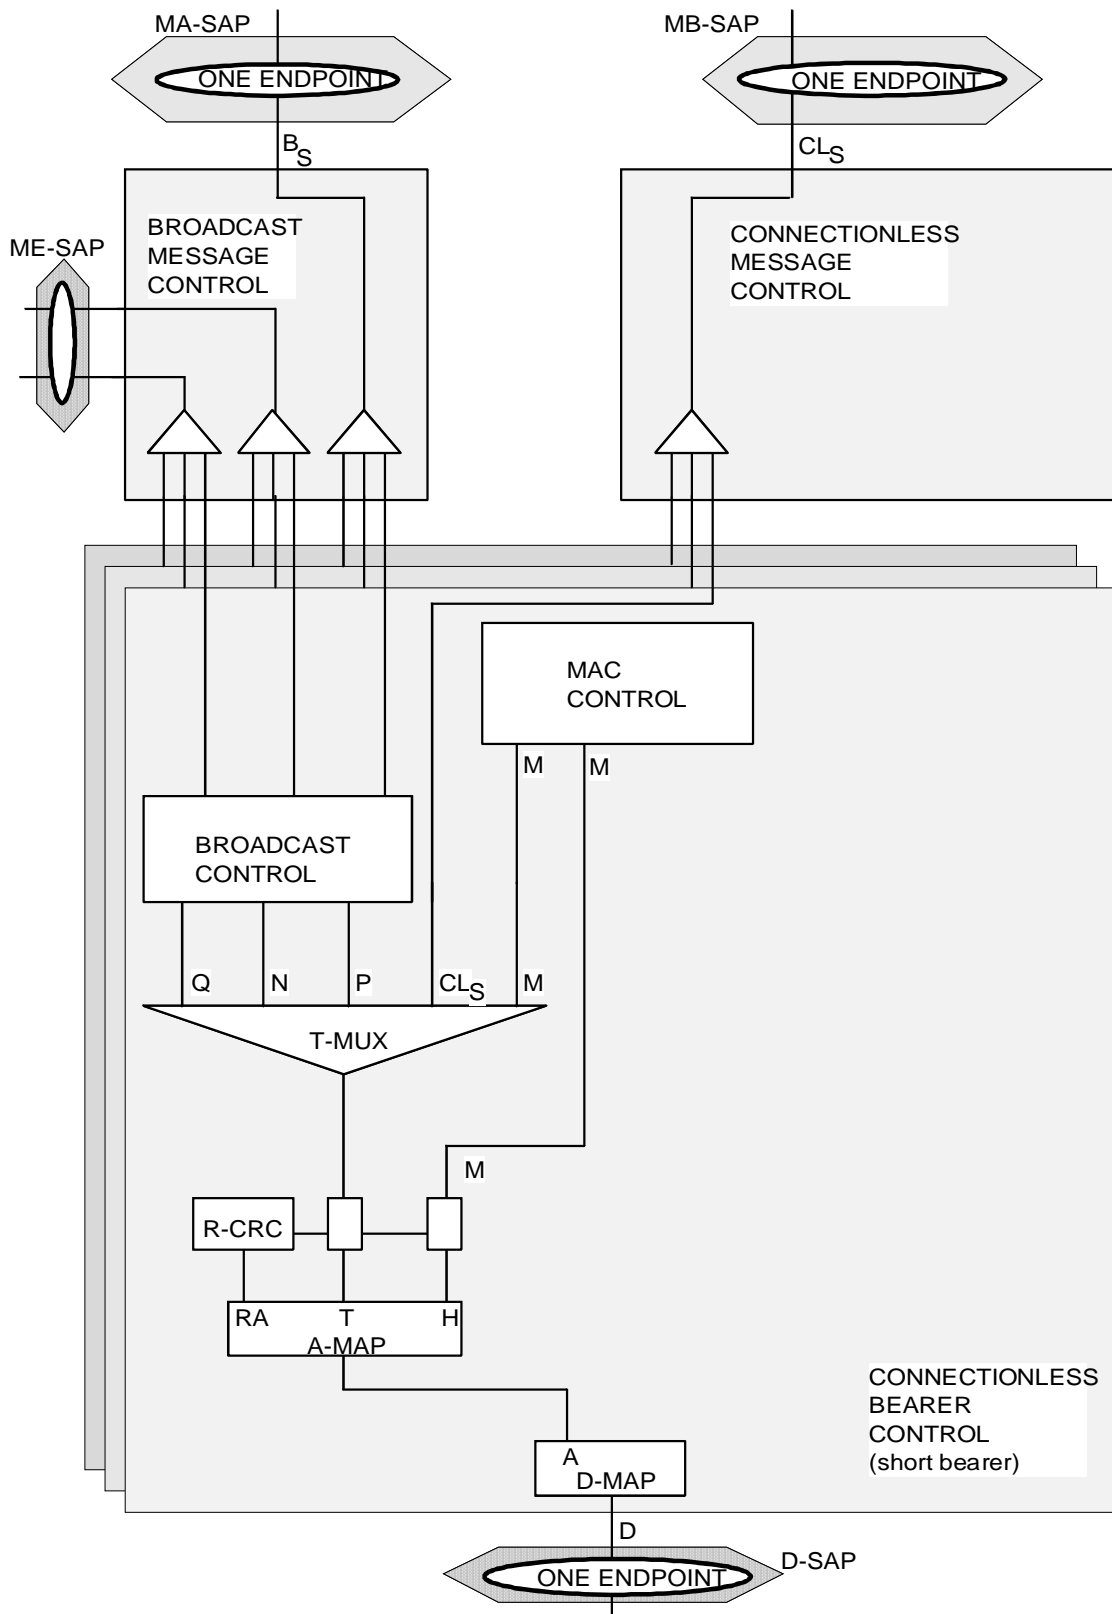 MA-SAP
MB-SAP
ONE ENDPOINT
ONE ENDPOINT
BS
CLS
ME-SAP
BROADCAST
MESSAGE
CONTROL
CONNECTIONLESS
MESSAGE
CONTROL
MAC
CONTROL
M
M
BROADCAST
CONTROL
Q
N
P
CLS
M
T-MUX
M
R-CRC
RA
T
H
A-MAP
CONNECTIONLESS
BEARER
CONTROL
(short bearer)
A
D-MAP
D
D-SAP
ONE ENDPOINT